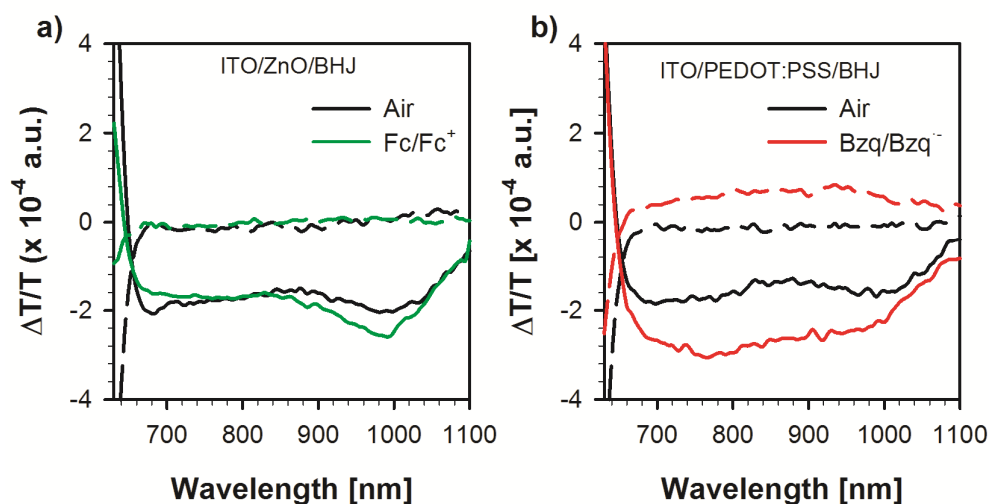 a)
ITO/ZnO/BHJ
Air
Fc/Fc⁺
ΔT/T (x 10⁻⁴ a.u.)
4
2
0
-2
-4
700 800 900 1000
Wavelength [nm]
b)
ITO/PEDOT:PSS/BHJ
Air
Bzq/Bzq˙⁻
ΔT/T [x 10⁻⁴ a.u.]
4
2
0
-2
-4
700 800 900 1000 1100
Wavelength [nm]